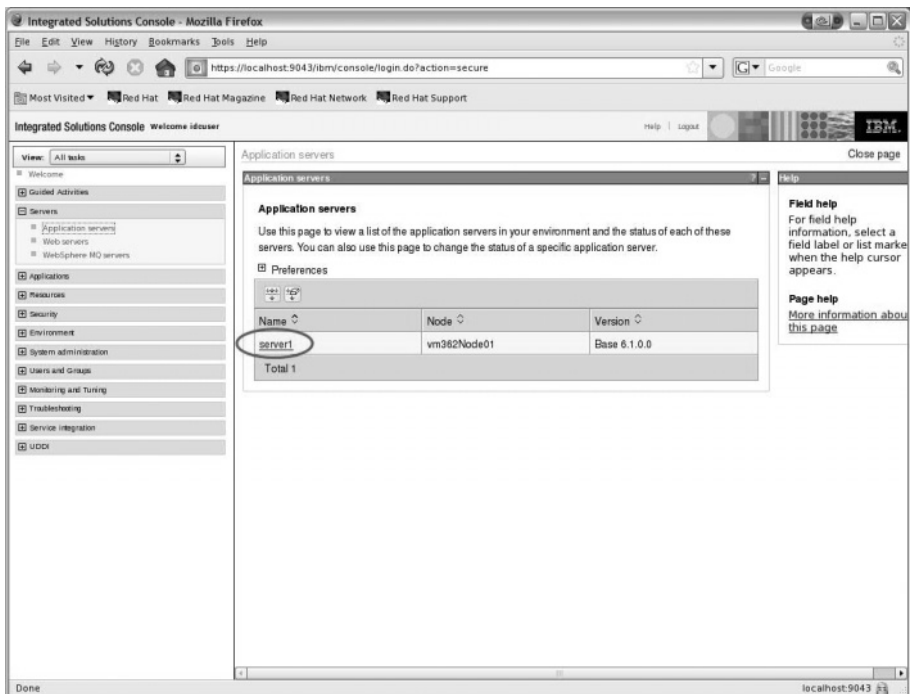 Integrated Solutions Console - Mozilla Firefox
File Edit View History Bookmarks Tools Help
https://localhost:9043/ibm/console/login.do?action=secure
G Google
Most Visited Red Hat Red Hat Magazine Red Hat Network Red Hat Support
Integrated Solutions Console Welcome idcuser
Help | Logout
IBM.
View: All tasks
Welcome
Guided Activities
Servers
Application servers
Web servers
WebSphere MQ servers
Applications
Resources
Security
Environment
System administration
Users and Groups
Monitoring and Tuning
Troubleshooting
Service integration
UDDI
Application servers
Close page
Application servers
? -
Application servers
Use this page to view a list of the application servers in your environment and the status of each of these
servers. You can also use this page to change the status of a specific application server.
Preferences
Name Node Version
server1 vm362Node01 Base 6.1.0.0
Total 1
Help
Field help
For field help
information, select a
field label or list marke
when the help cursor
appears.
Page help
More information abou
this page
Done
localhost:9043